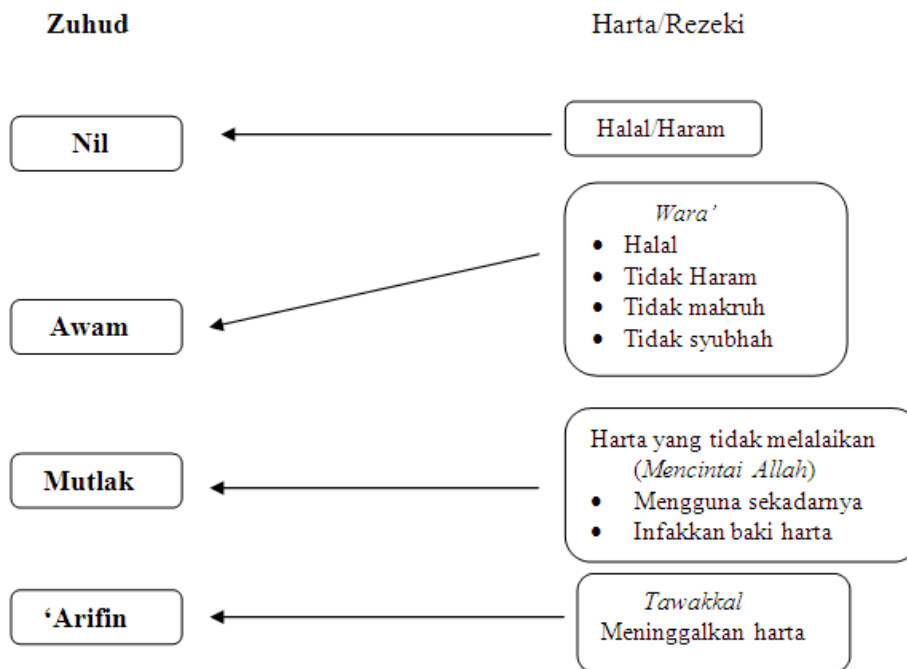 Zuhud
Harta/Rezeki
Nil
Halal/Haram
Wara’
• Halal
• Tidak Haram
• Tidak makruh
• Tidak syubhah
Awam
Harta yang tidak melalaikan
(Mencintai Allah)
• Mengguna sekadarnya
• Infakkan baki harta
Mutlak
‘Arifin
Tawakkal
Meninggalkan harta